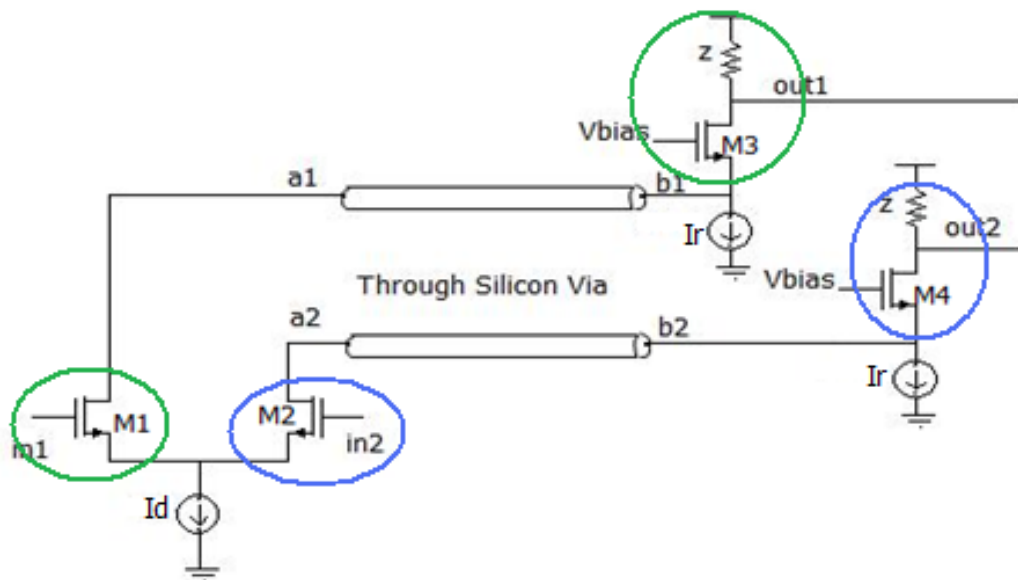 z
out1
Vbias
M3
a1
b1
Ir
z
out2
Through Silicon Via
Vbias
M4
a2
b2
Ir
M1
M2
in1
in2
Id